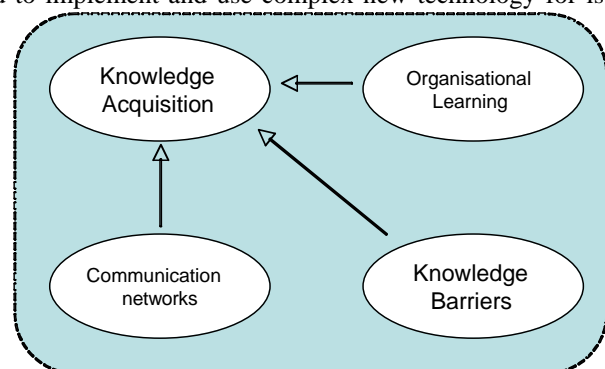 to implement and use complex new technology for is
Knowledge
Acquisition
Organisational
Learning
Communication
networks
Knowledge
Barriers